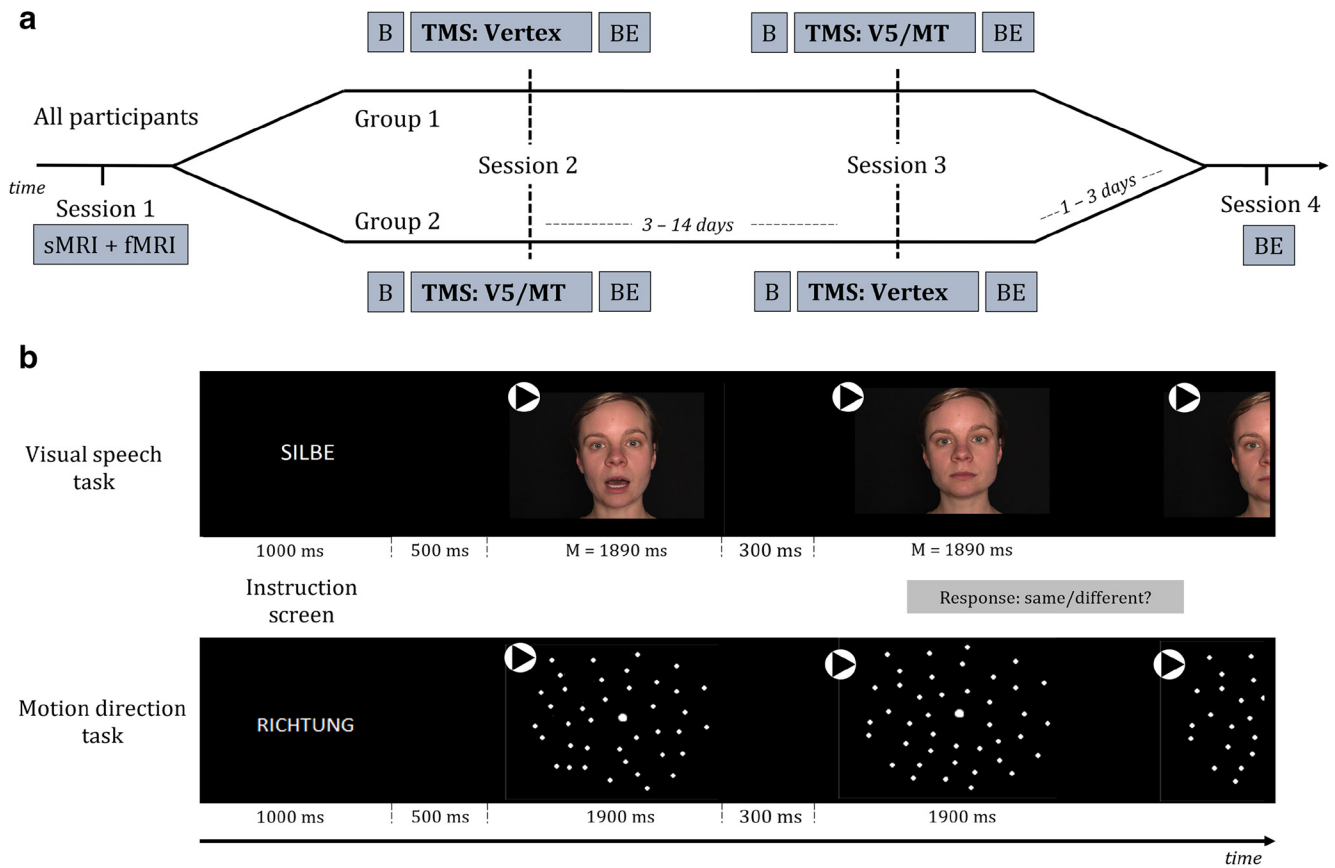 a
B TMS: Vertex BE B TMS: V5/MT BE
All participants
Group 1
Session 2 Session 3
time
1 – 3 days
Session 1
sMRI + fMRI
Group 2
3 – 14 days
Session 4
BE
B TMS: V5/MT BE B TMS: Vertex BE
b
Visual speech
task
SILBE
1000 ms 500 ms M = 1890 ms 300 ms M = 1890 ms
Instruction
screen
Response: same/different?
Motion direction
task
RICHTUNG
1000 ms 500 ms 1900 ms 300 ms 1900 ms
time